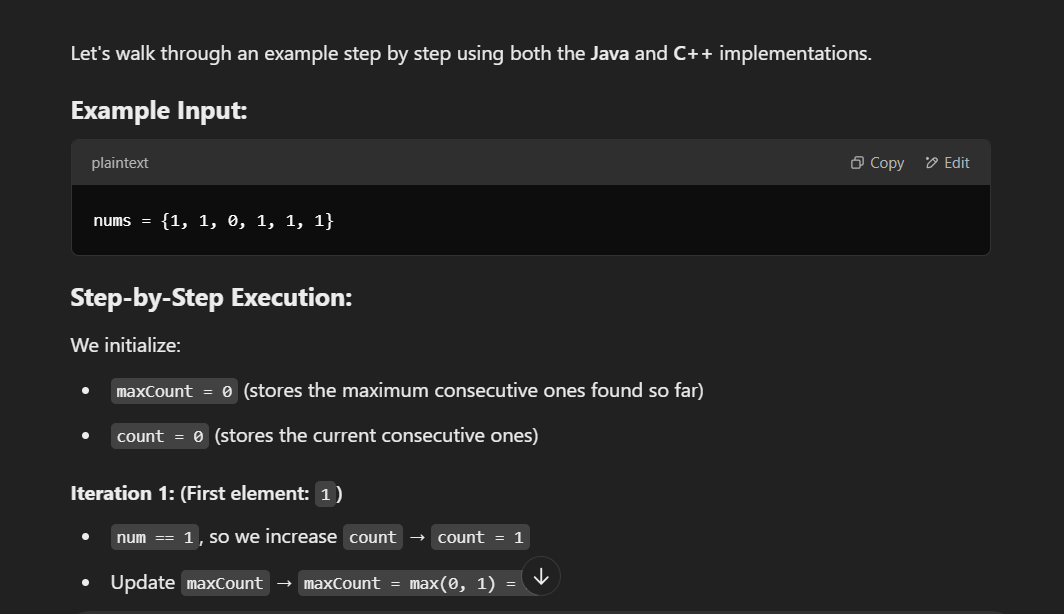 Let's walk through an example step by step using both the Java and C++ implementations.
Example Input:
plaintext Copy Edit
nums = {1, 1, 0, 1, 1, 1}
Step-by-Step Execution:
We initialize:
• maxCount = 0 (stores the maximum consecutive ones found so far)
• count = 0 (stores the current consecutive ones)
Iteration 1: (First element: 1)
• num == 1, so we increase count → count = 1
• Update maxCount → maxCount = max(0, 1) =